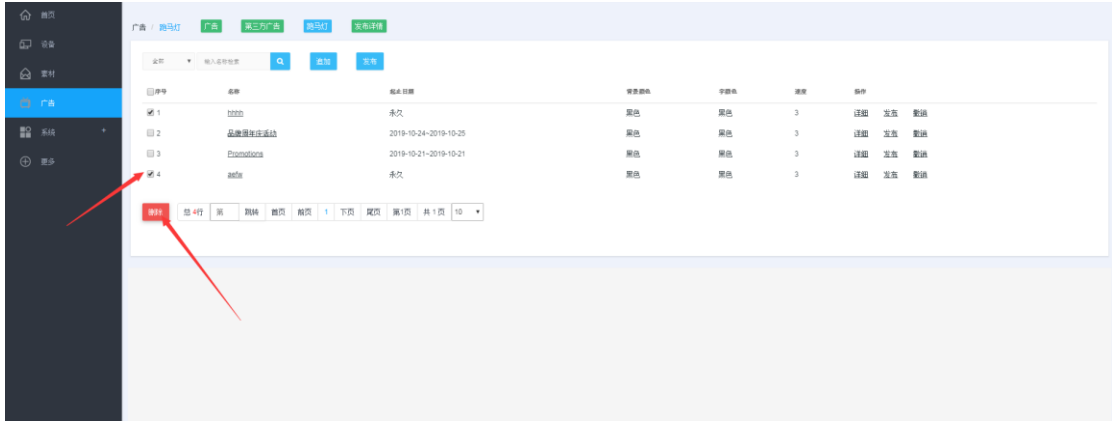 首页
设备
素材
广告
系统 +
更多
广告 / 跑马灯 广告 第三方广告 跑马灯 发布详情
全部 输入名称检索 追加 发布
序号 名称 起止日期 背景颜色 字颜色 速度 操作
1 hhhh 永久 黑色 黑色 3 详细 发布 撤销
2 品牌周年庆活动 2019-10-24~2019-10-25 黑色 黑色 3 详细 发布 撤销
3 Promotions 2019-10-21~2019-10-21 黑色 黑色 3 详细 发布 撤销
4 aefw 永久 黑色 黑色 3 详细 发布 撤销
删除 总 4行 第 跳转 首页 前页 1 下页 尾页 第1页 共 1 页 10